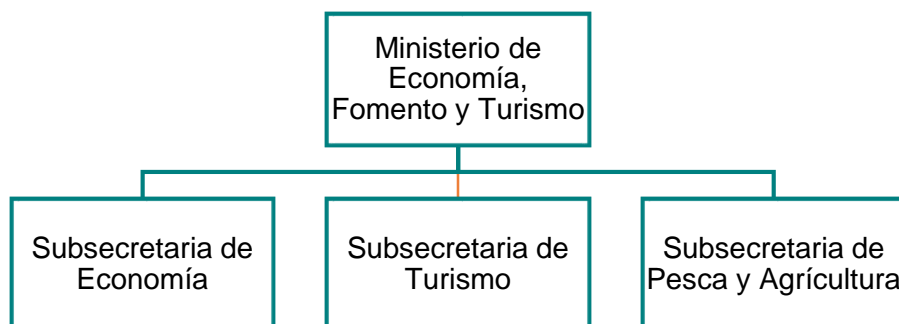 Ministerio de
Economía,
Fomento y Turismo
Subsecretaria de
Economía
Subsecretaria de
Turismo
Subsecretaria de
Pesca y Agrícultura